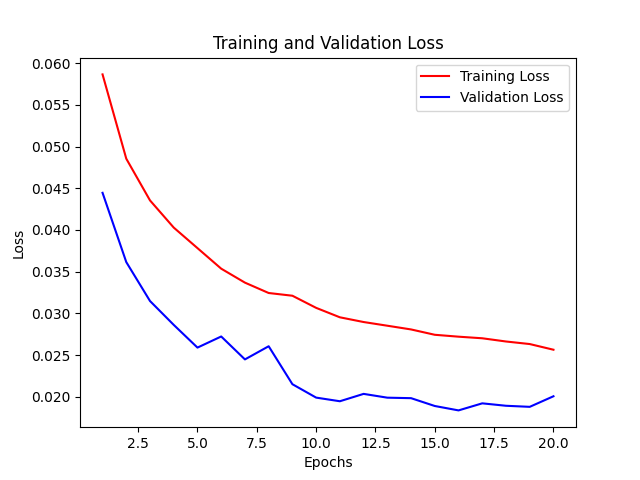 Training and Validation Loss
Training Loss
Validation Loss
Loss
0.060
0.055
0.050
0.045
0.040
0.035
0.030
0.025
0.020
2.5 5.0 7.5 10.0 12.5 15.0 17.5 20.0
Epochs